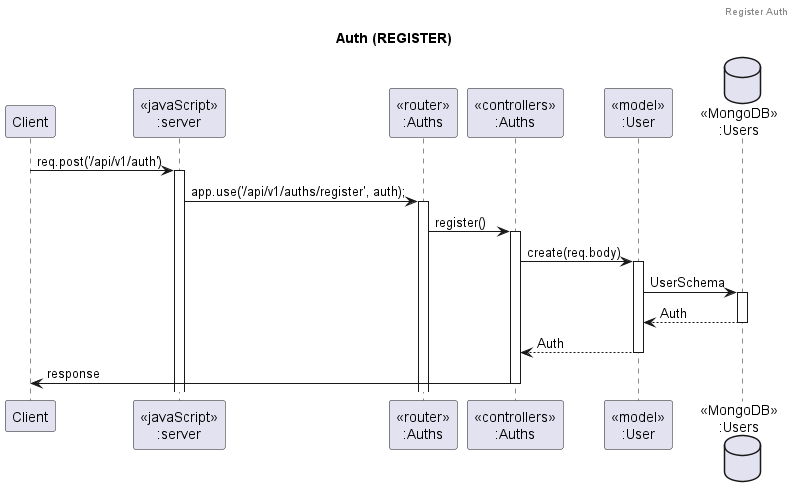 Register Auth
Auth (REGISTER)
«MongoDB»
:Users
Client
«javaScript»
:server
«router»
:Auths
«controllers»
:Auths
«model»
:User
req.post('/api/v1/auth')
app.use('/api/v1/auths/register', auth);
register()
create(req.body)
UserSchema
Auth
Auth
response
Client
«javaScript»
:server
«router»
:Auths
«controllers»
:Auths
«model»
:User
«MongoDB»
:Users